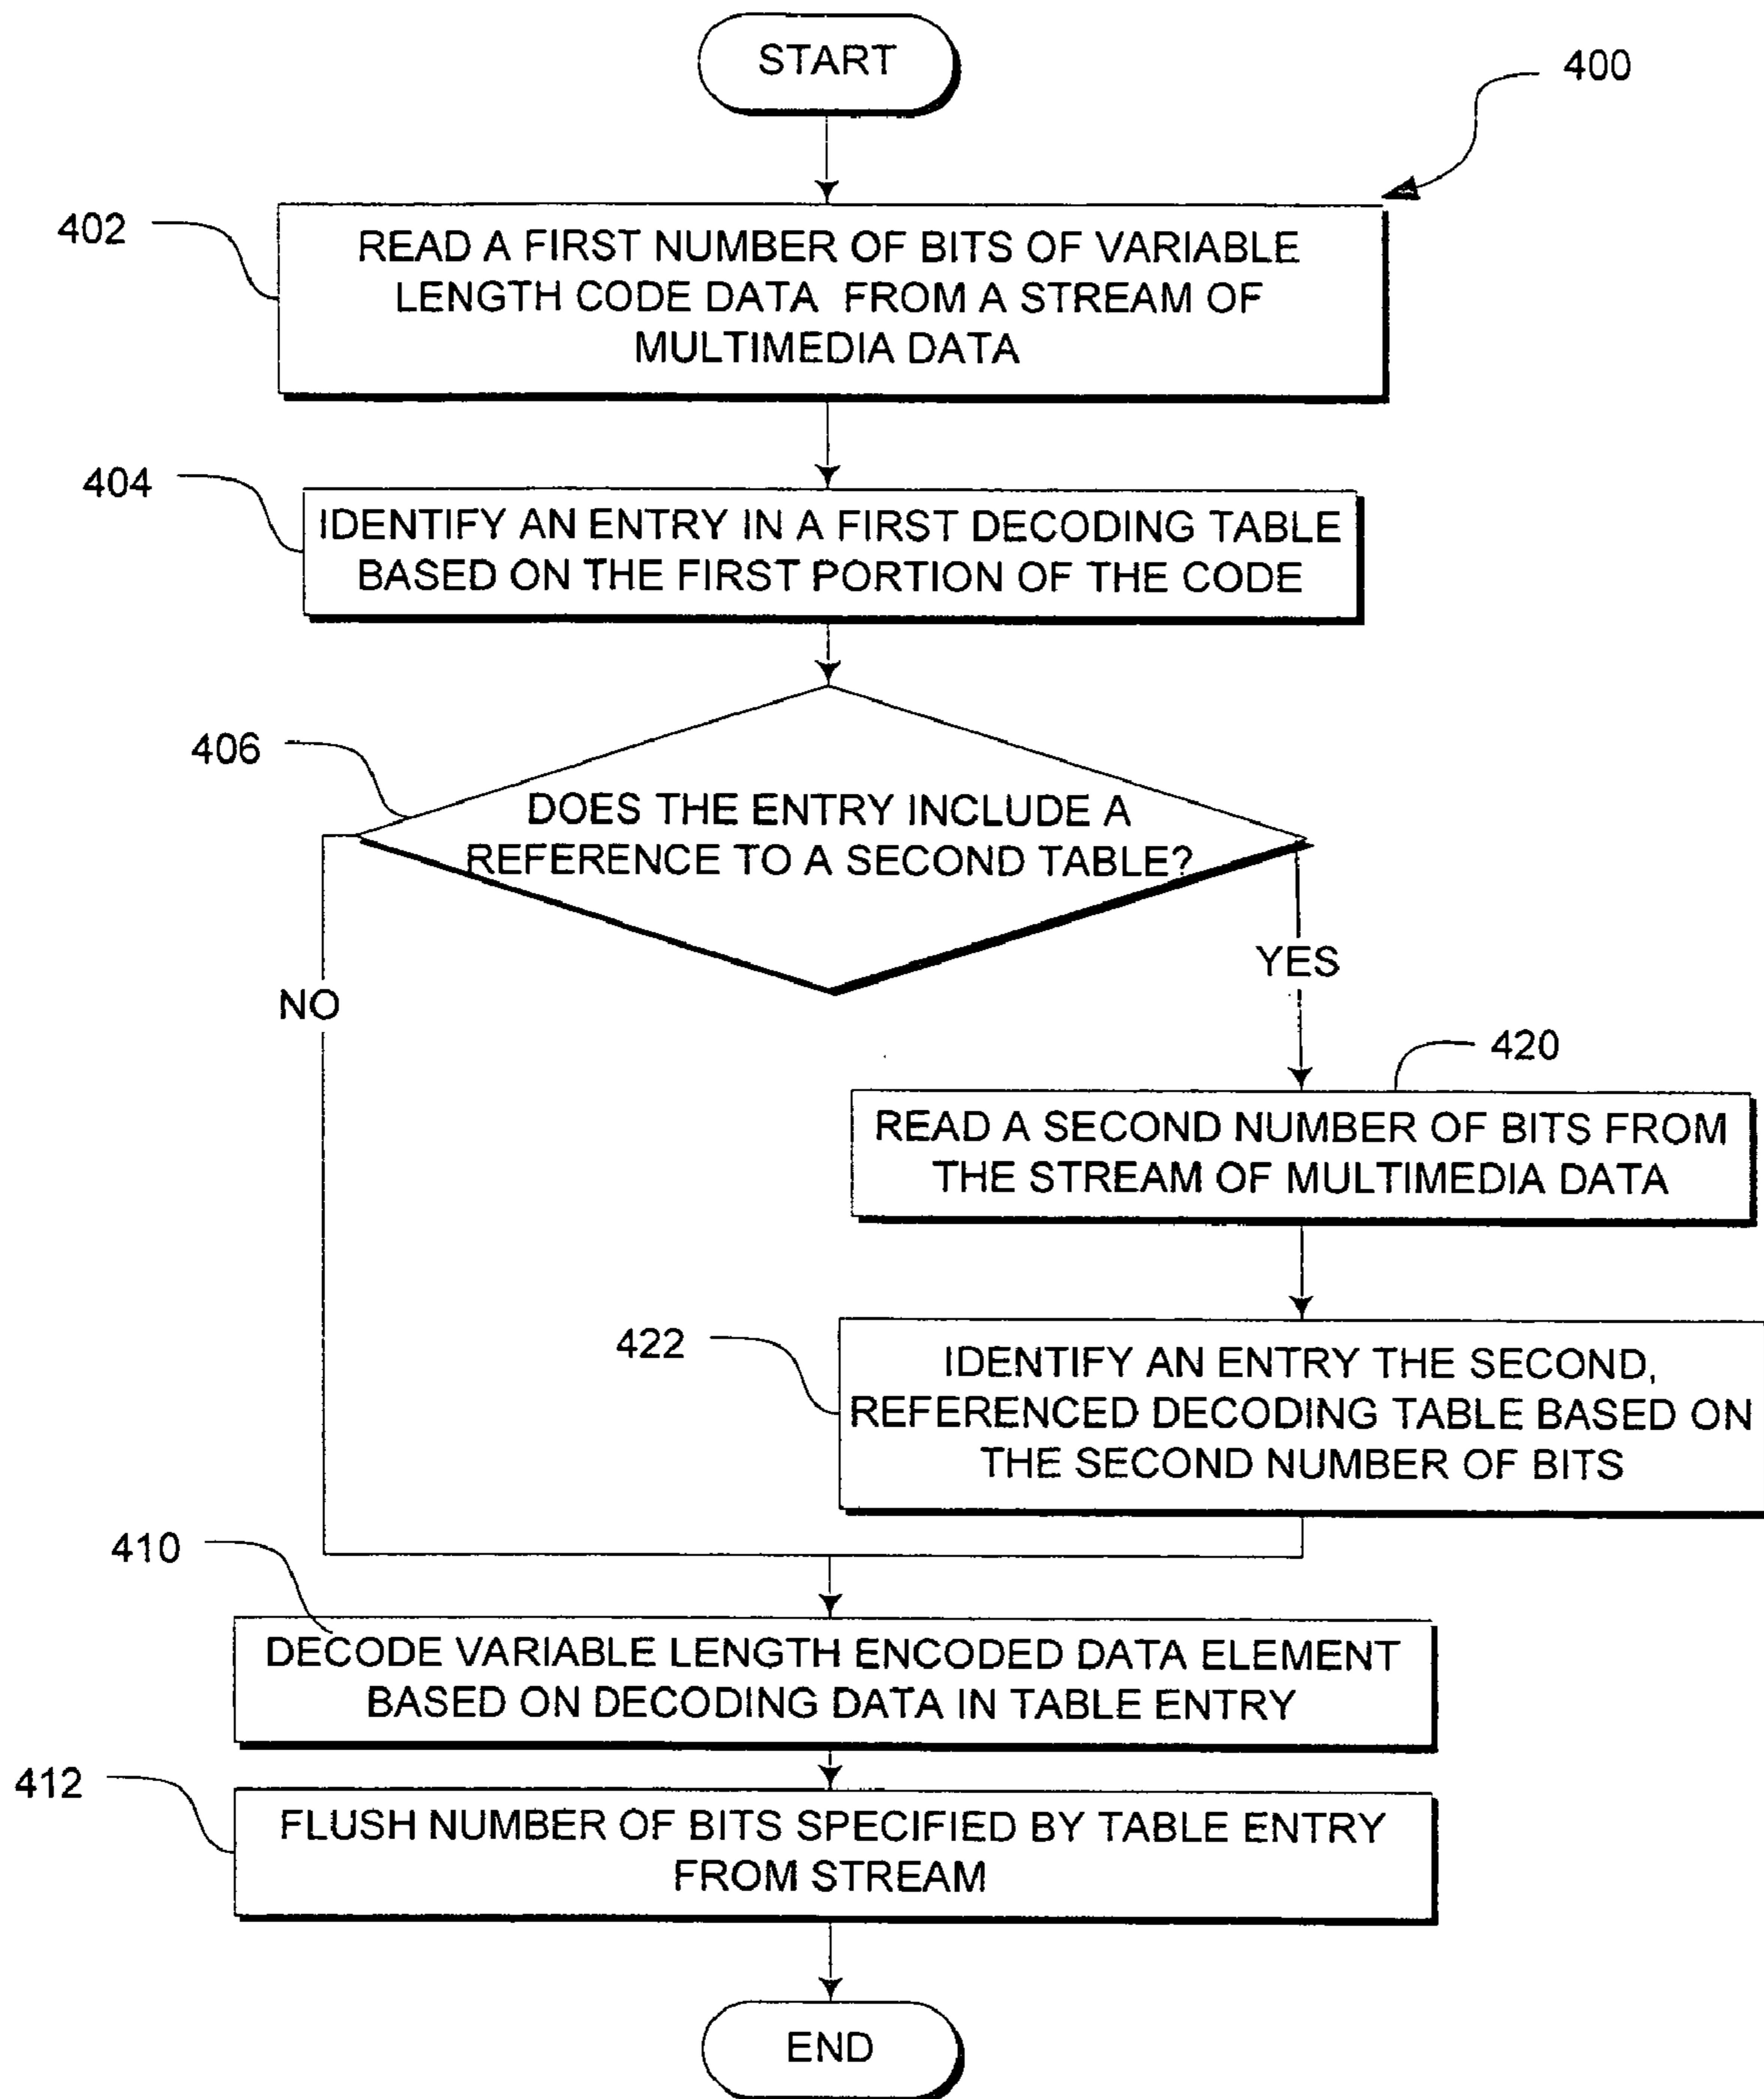 START
400
402
READ A FIRST NUMBER OF BITS OF VARIABLE
LENGTH CODE DATA FROM A STREAM OF
MULTIMEDIA DATA
404
IDENTIFY AN ENTRY IN A FIRST DECODING TABLE
BASED ON THE FIRST PORTION OF THE CODE
406
DOES THE ENTRY INCLUDE A
REFERENCE TO A SECOND TABLE?
YES
NO
420
READ A SECOND NUMBER OF BITS FROM
THE STREAM OF MULTIMEDIA DATA
422
IDENTIFY AN ENTRY THE SECOND,
REFERENCED DECODING TABLE BASED ON
THE SECOND NUMBER OF BITS
410
DECODE VARIABLE LENGTH ENCODED DATA ELEMENT
BASED ON DECODING DATA IN TABLE ENTRY
412
FLUSH NUMBER OF BITS SPECIFIED BY TABLE ENTRY
FROM STREAM
END